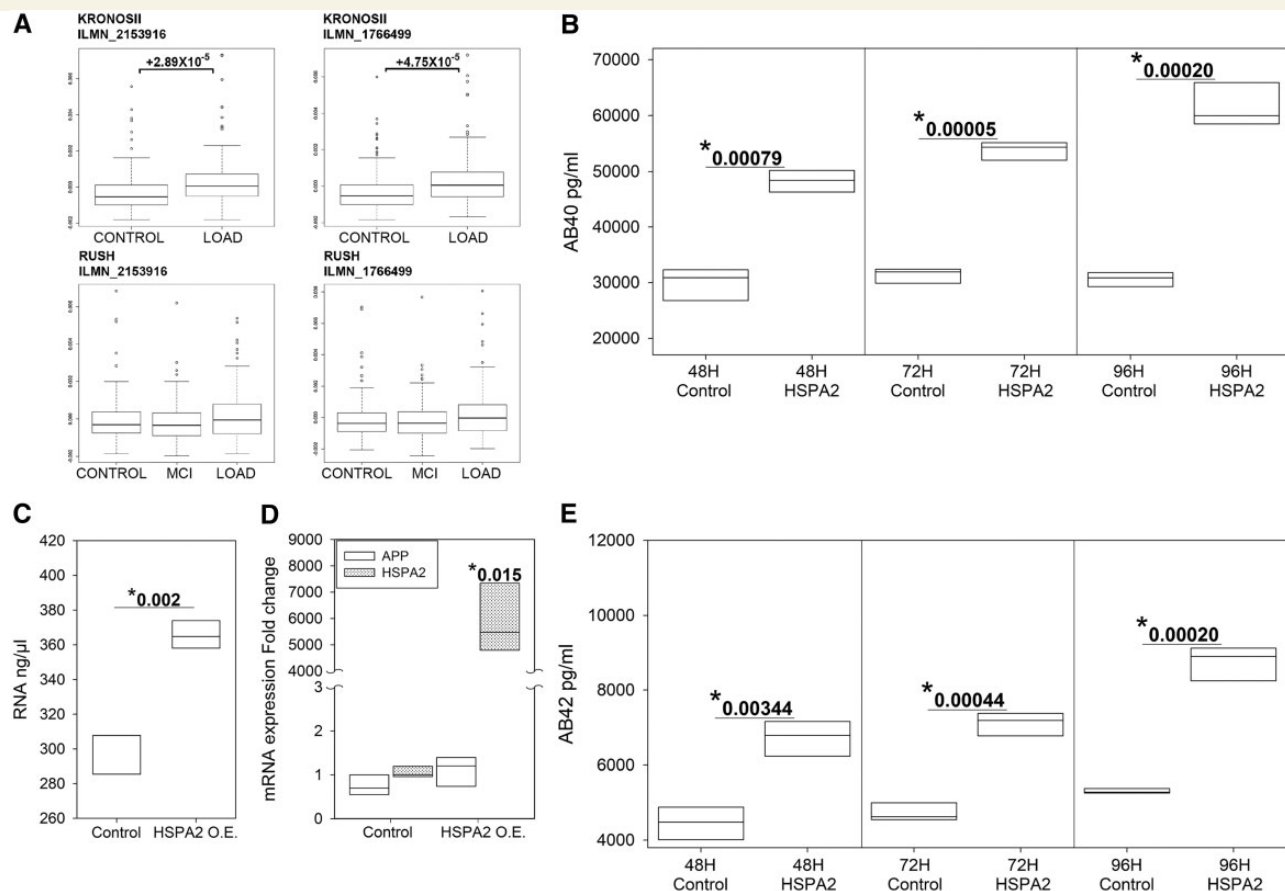 A
KRONOSII
ILMN_2153916
+2.89X10-5
CONTROL LOAD
KRONOSII
ILMN_1766499
+4.75X10-5
CONTROL LOAD
RUSH
ILMN_2153916
CONTROL MCI LOAD
RUSH
ILMN_1766499
CONTROL MCI LOAD
B
AB40 pg/ml
70000
60000
50000
40000
30000
20000
*0.00079
*0.00005
*0.00020
48H Control
48H HSPA2
72H Control
72H HSPA2
96H Control
96H HSPA2
C
RNA ng/µl
420
400
380
360
340
320
300
280
260
*0.002
Control HSPA2 O.E.
D
mRNA expression Fold change
9000
8000
7000
6000
5000
4000
3
2
1
0
APP
HSPA2
*0.015
Control HSPA2 O.E.
E
AB42 pg/ml
12000
10000
8000
6000
4000
*0.00344
*0.00044
*0.00020
48H Control
48H HSPA2
72H Control
72H HSPA2
96H Control
96H HSPA2